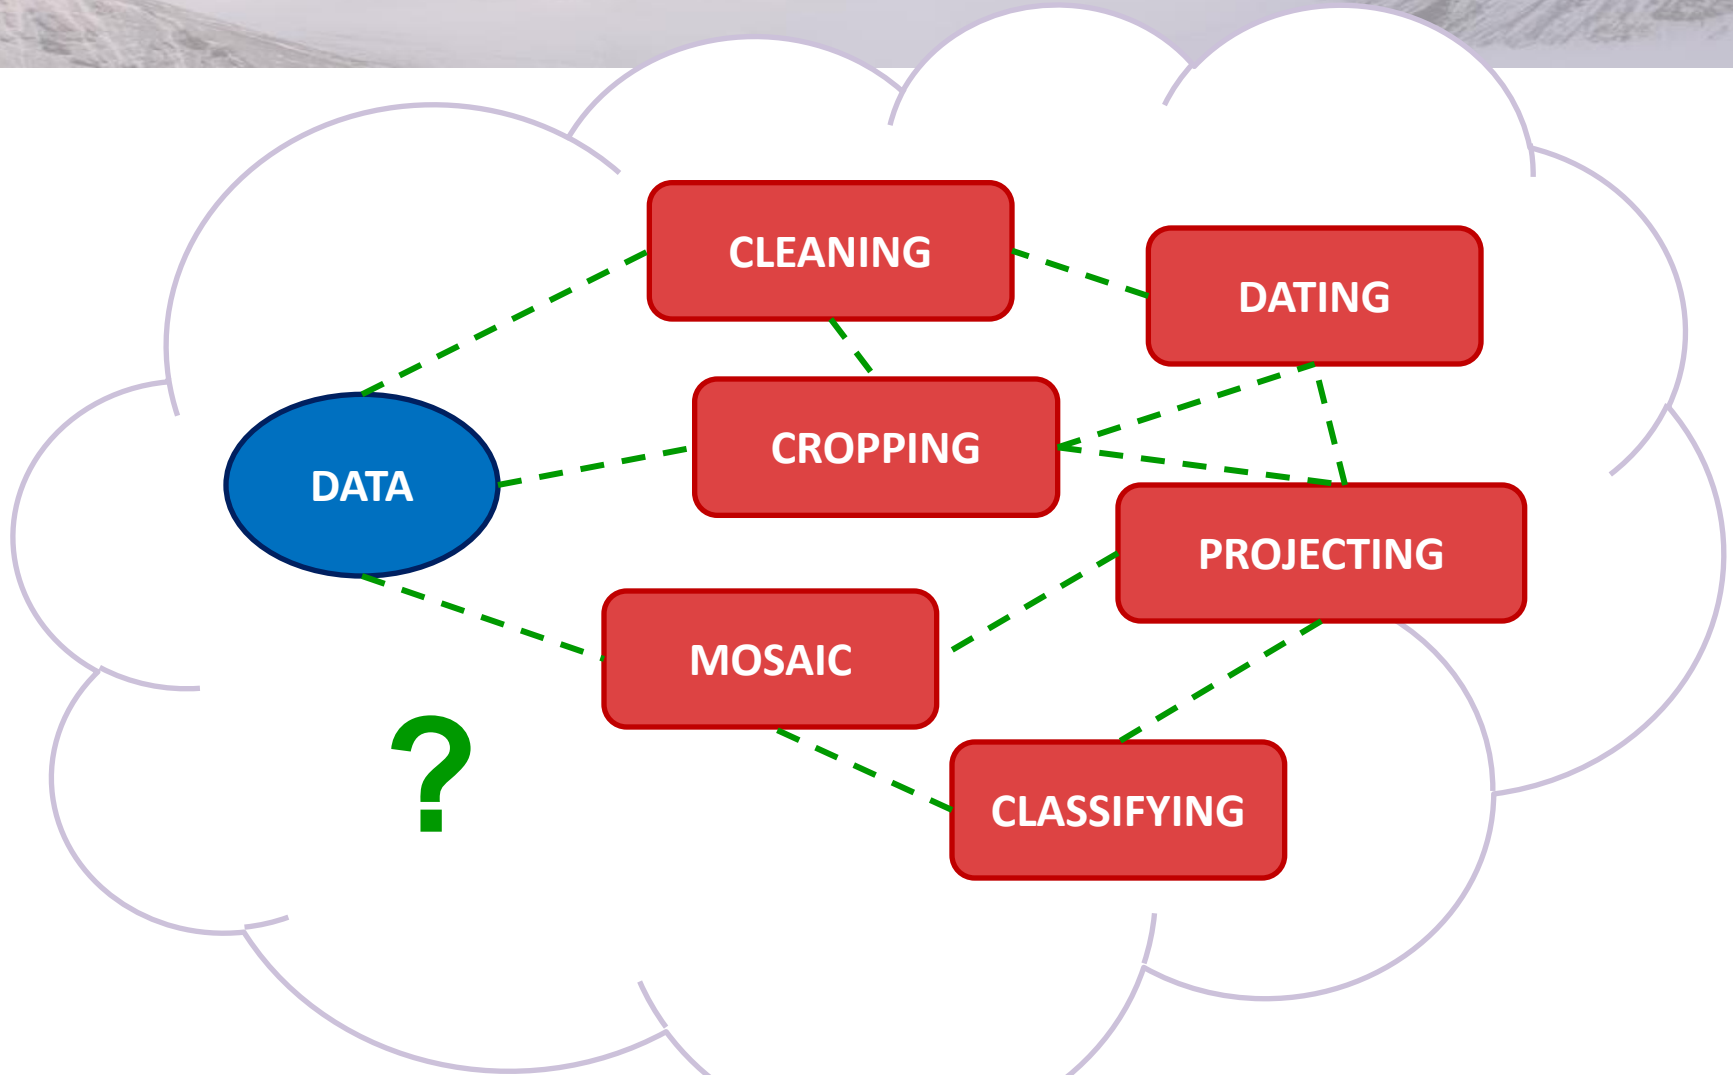 CLEANING
DATING
CROPPING
DATA
PROJECTING
MOSAIC
?
CLASSIFYING